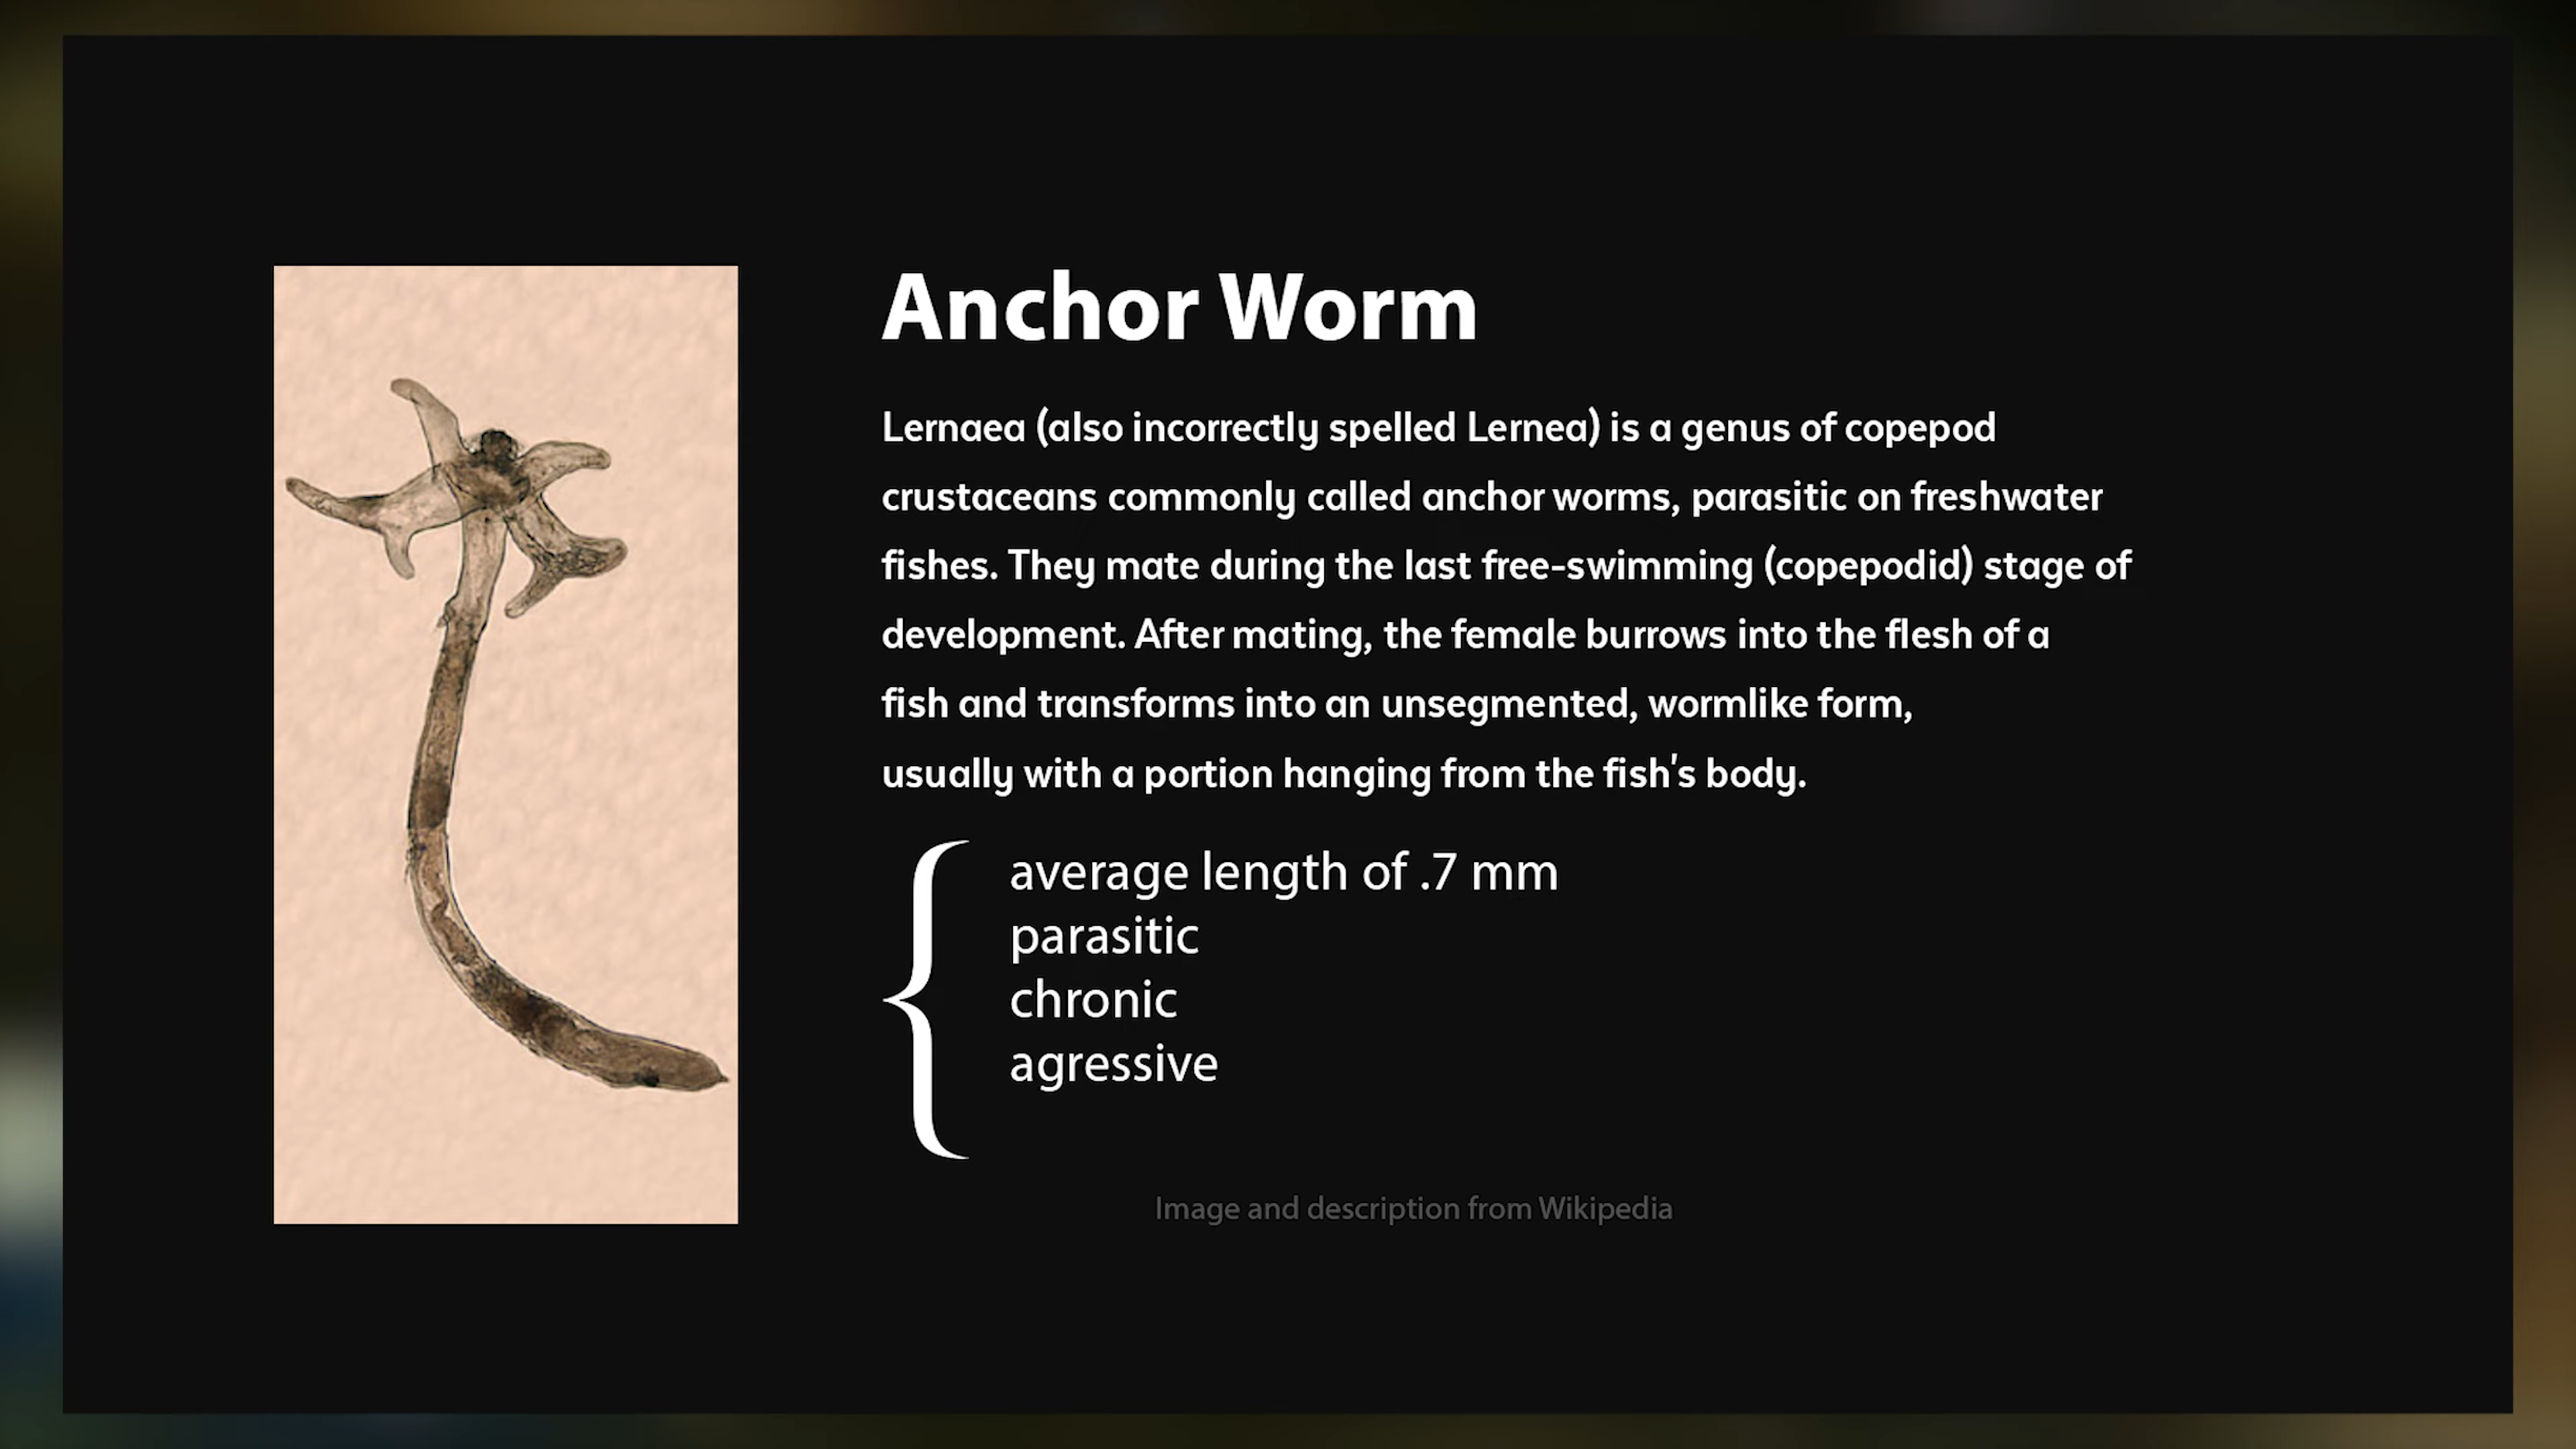 Anchor Worm
Lernaea (also incorrectly spelled Lernea) is a genus of copepod
crustaceans commonly called anchor worms, parasitic on freshwater
fishes. They mate during the last free-swimming (copepodid) stage of
development. After mating, the female burrows into the flesh of a
fish and transforms into an unsegmented, wormlike form,
usually with a portion hanging from the fish's body.
average length of .7 mm
parasitic
chronic
agressive
Image and description from Wikipedia